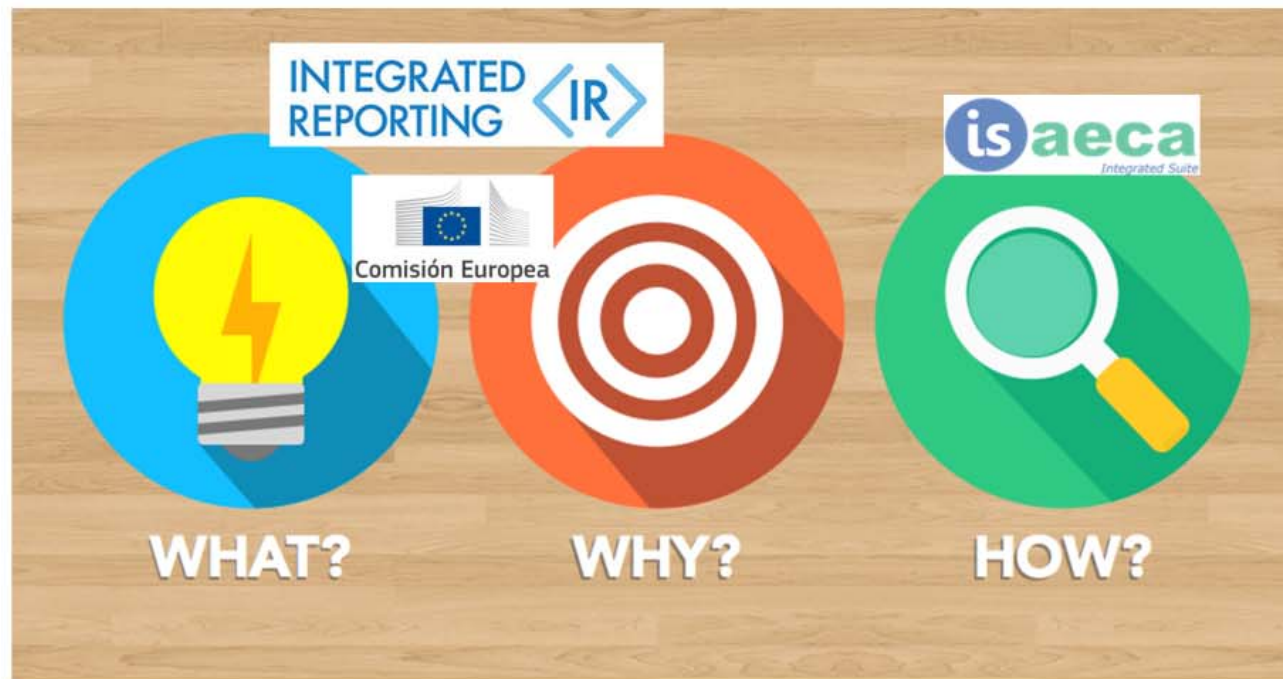 INTEGRATED
REPORTING <IR>
is aeca
Integrated Suite
Comisión Europea
WHAT?
WHY?
HOW?